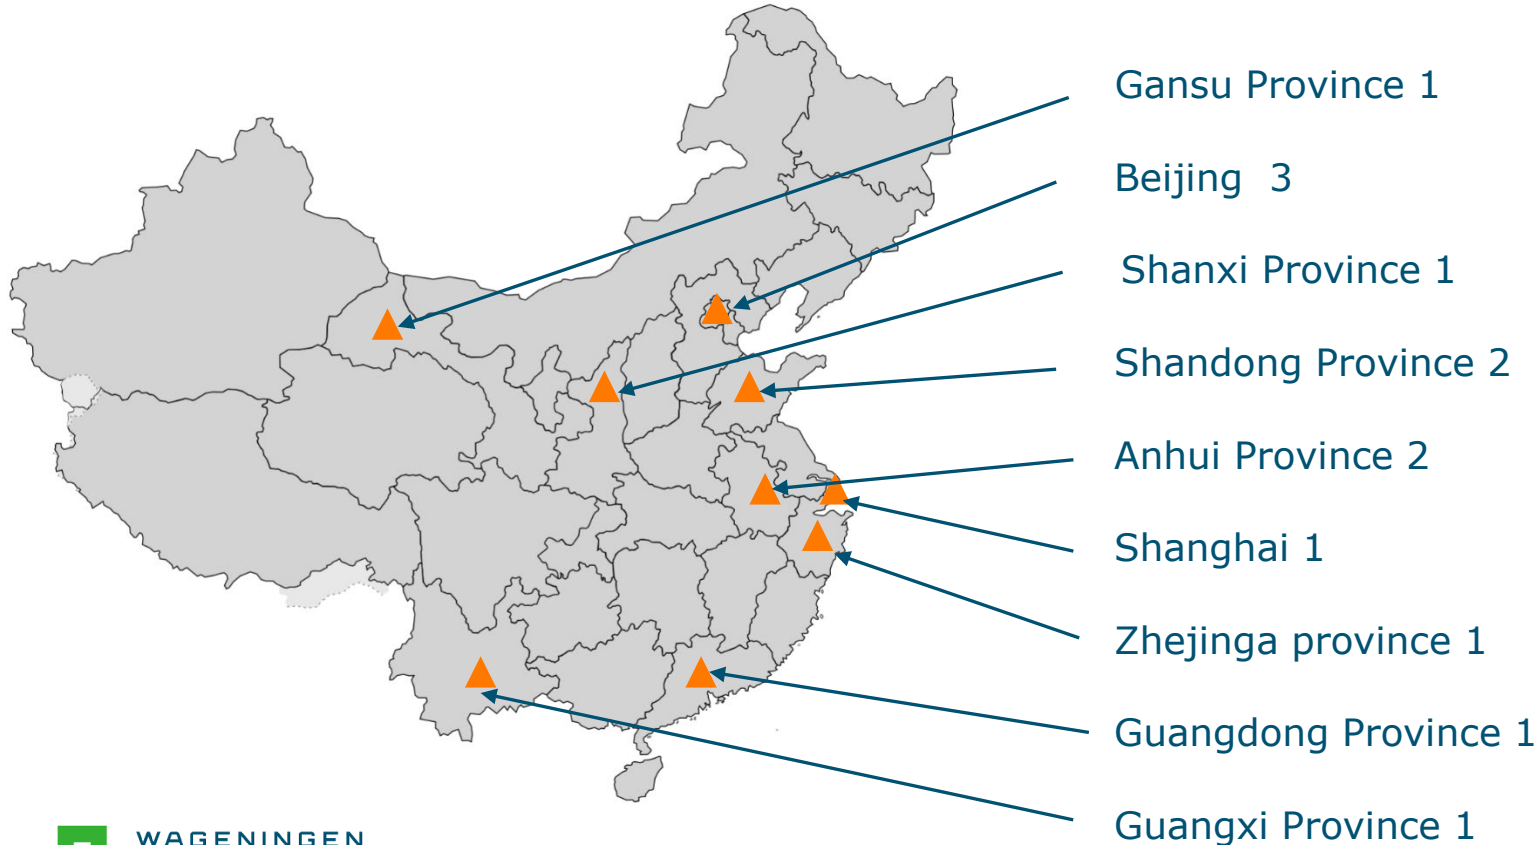 Gansu Province 1
Beijing 3
Shanxi Province 1
Shandong Province 2
Anhui Province 2
Shanghai 1
Zhejinga province 1
Guangdong Province 1
Guangxi Province 1
WAGENINGEN